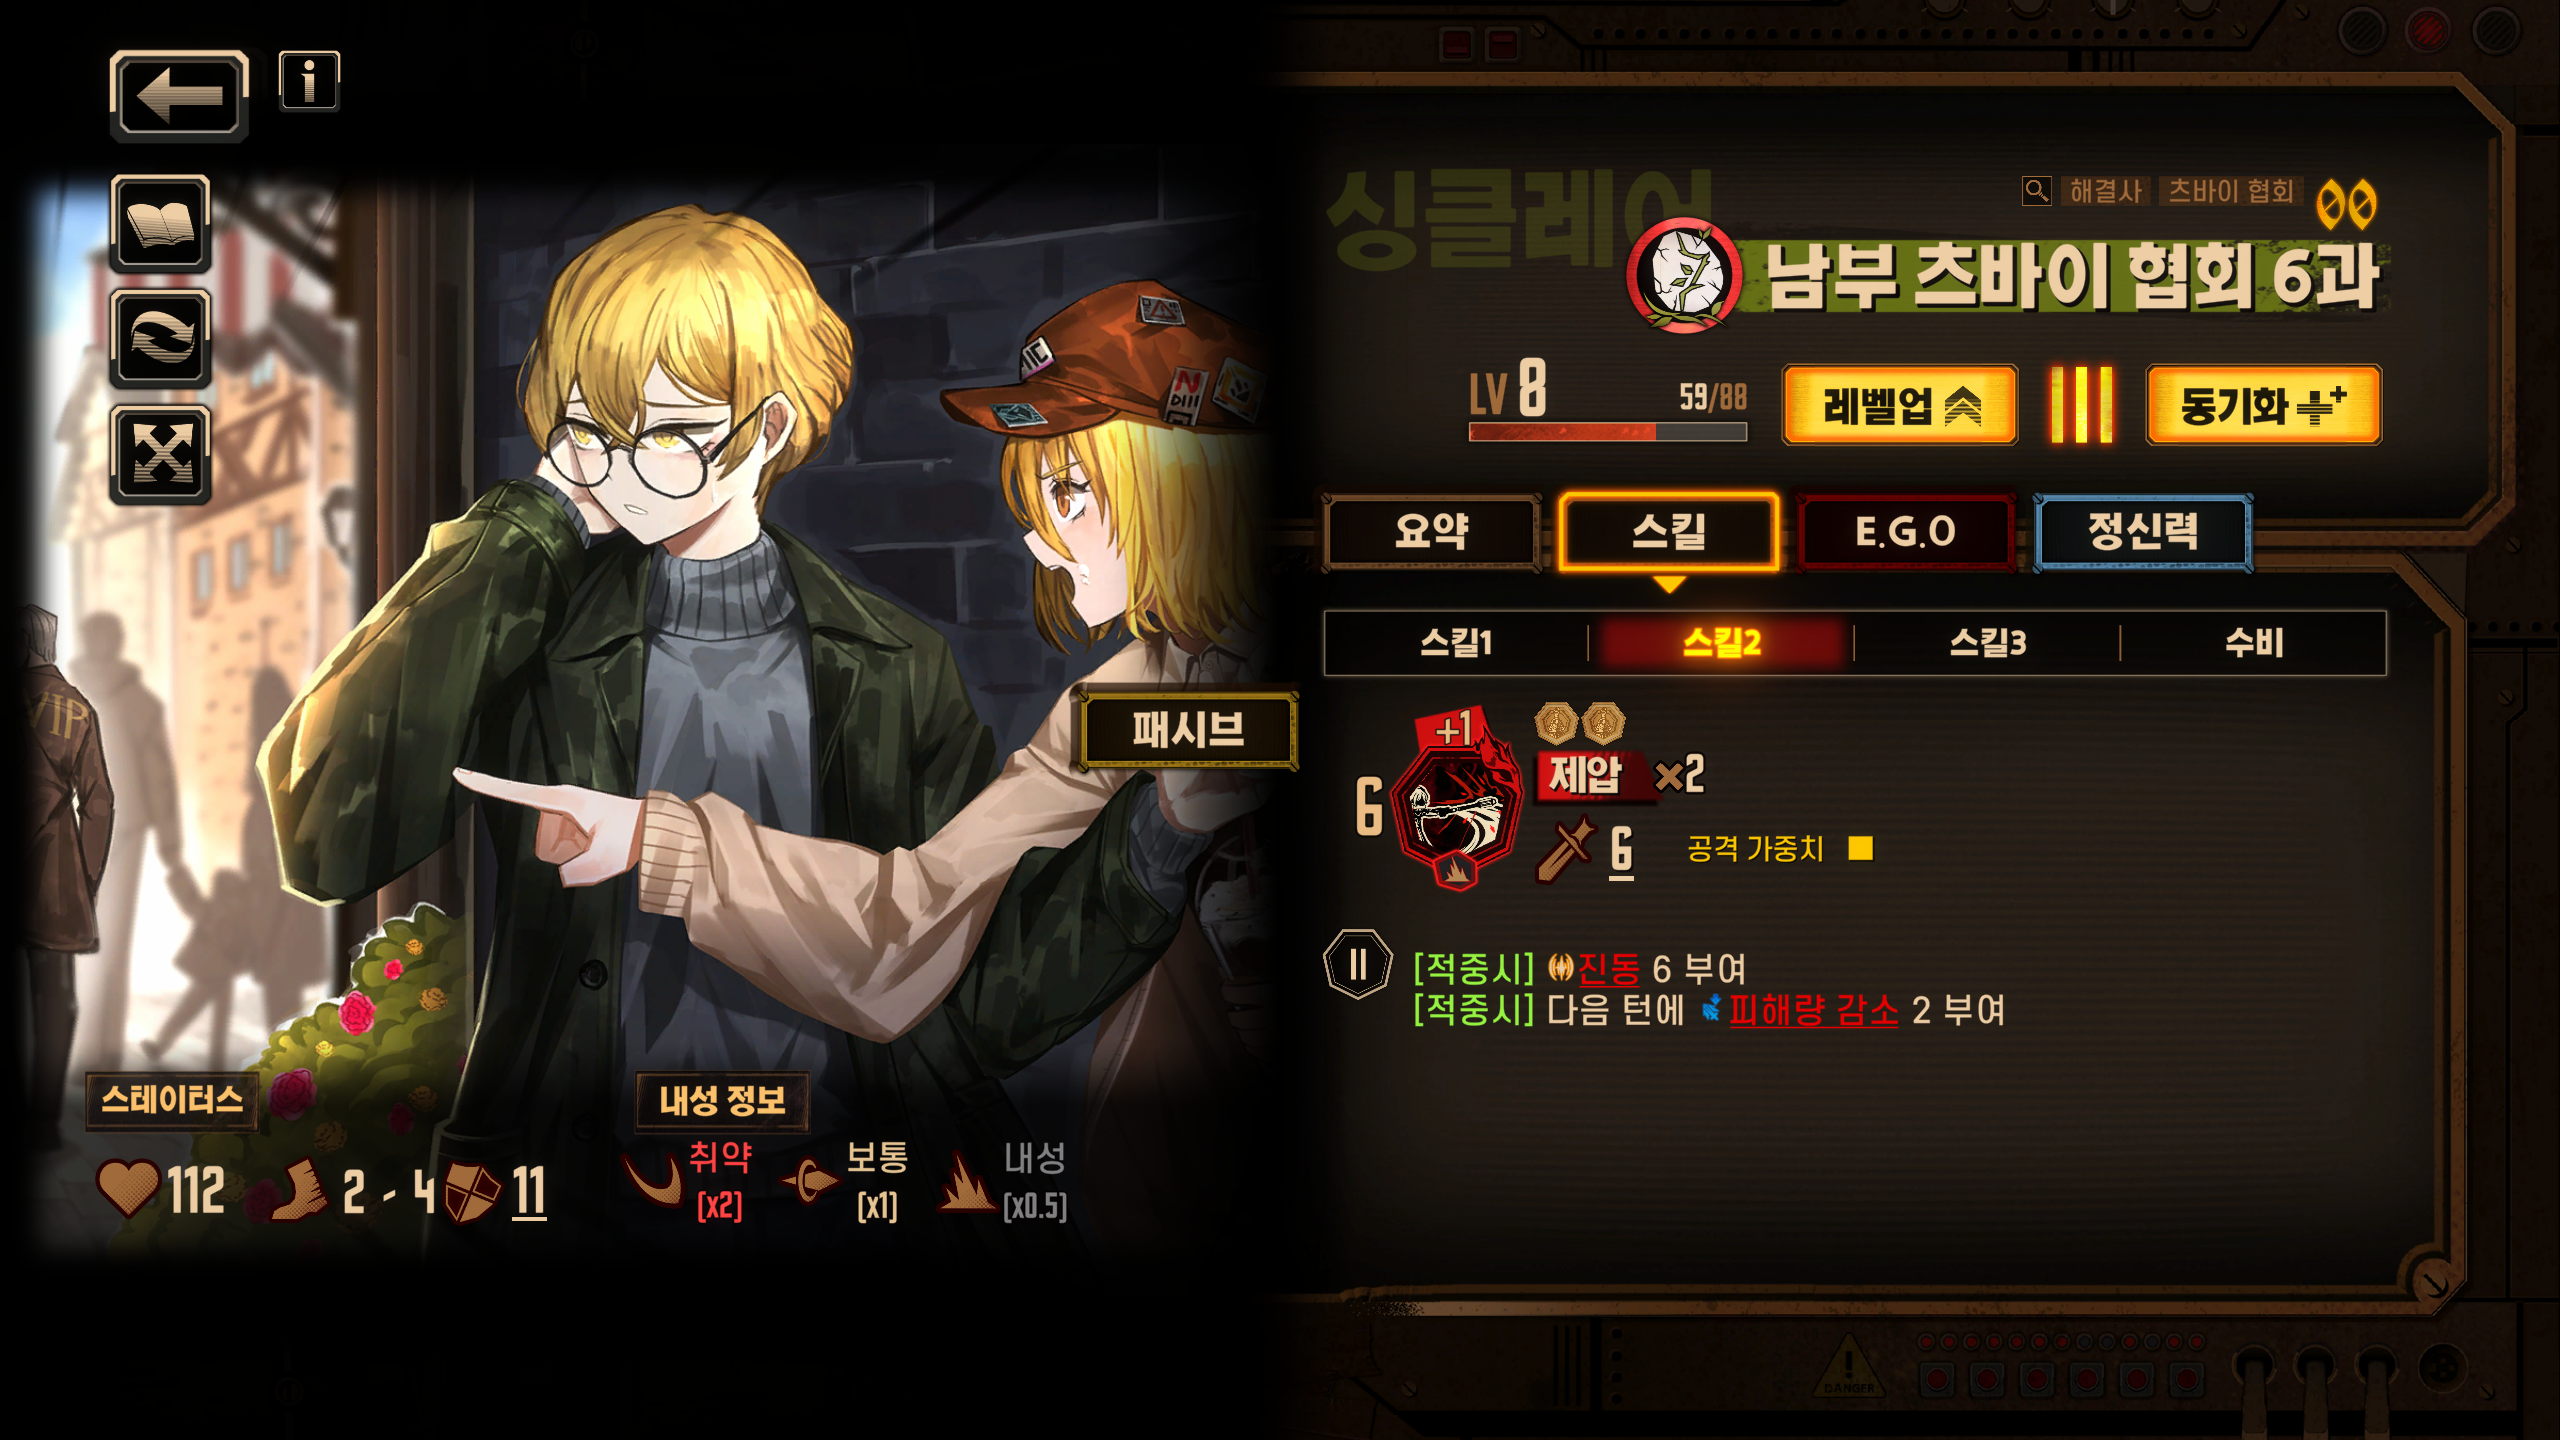 싱클레어
해결사 츠바이 협회
남부 츠바이 협회 6과
LV 8
59/88
레벨업
동기화
요약
스킬
E.G.O
정신력
스킬1
스킬2
스킬3
수비
+1
6
제압 ×2
6
공격 가중치
패시브
II
[적중시] 진동 6 부여
[적중시] 다음 턴에 피해량 감소 2 부여
VIP
스테이터스
112
2 - 4
11
내성 정보
취약
[x2]
보통
[x1]
내성
[x0.5]
DANGER